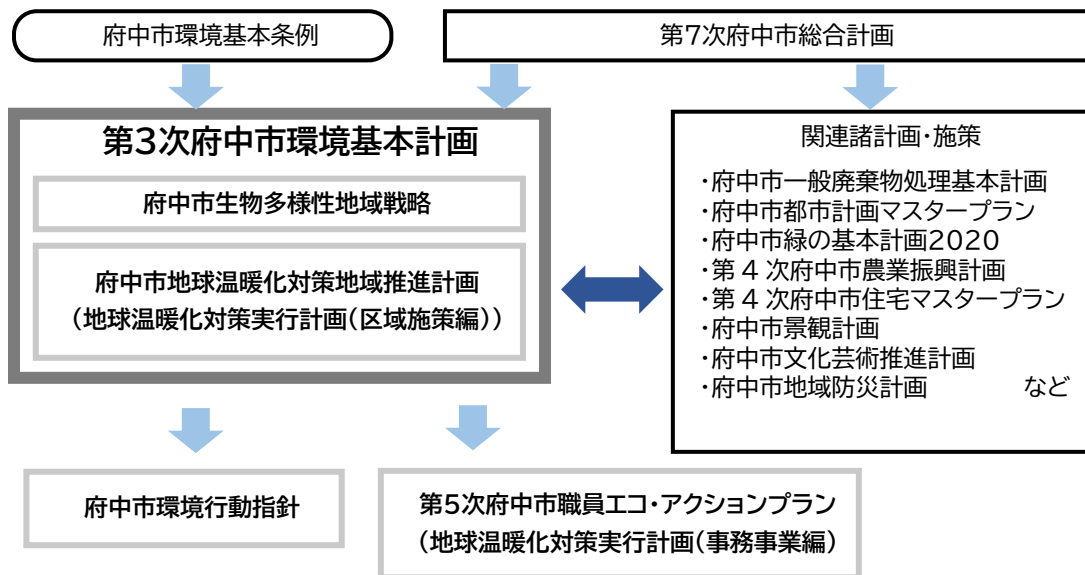 府中市環境基本条例
第7次府中市総合計画
第3次府中市環境基本計画
府中市生物多様性地域戦略
府中市地球温暖化対策地域推進計画
(地球温暖化対策実行計画(区域施策編))
関連諸計画・施策
・府中市一般廃棄物処理基本計画
・府中市都市計画マスタープラン
・府中市緑の基本計画2020
・第4次府中市農業振興計画
・第4次府中市住宅マスタープラン
・府中市景観計画
・府中市文化芸術推進計画
・府中市地域防災計画 など
府中市環境行動指針
第5次府中市職員エコ・アクションプラン
(地球温暖化対策実行計画(事務事業編)